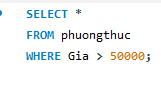 SELECT *
FROM phuongthuc
WHERE Gia > 50000;